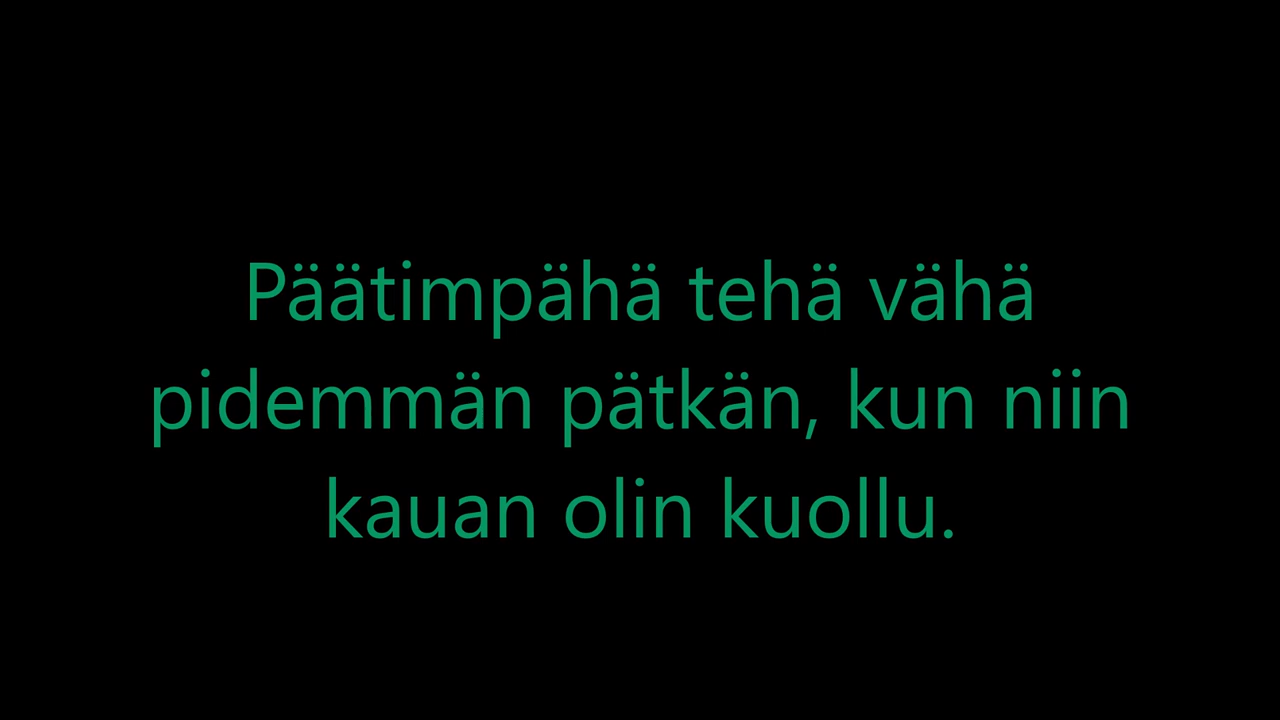 Päätimpähä tehä vähä
pidemmän pätkän, kun niin
kauan olin kuollu.